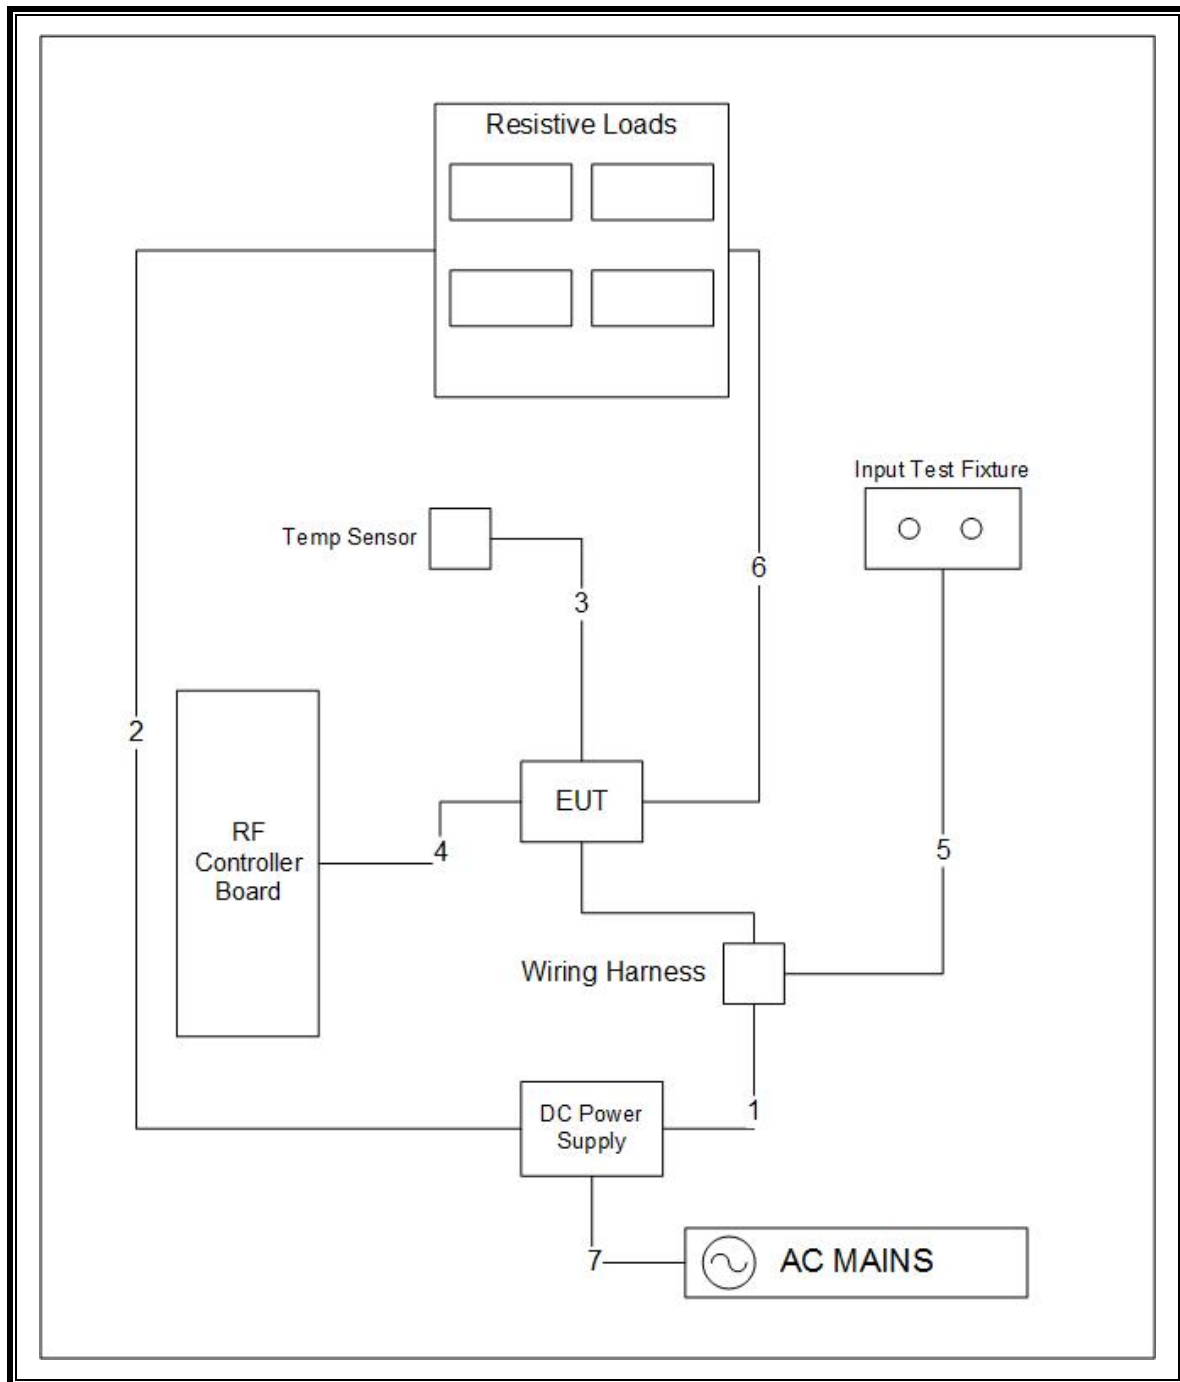 Resistive Loads
Input Test Fixture
Temp Sensor
6
3
2
EUT
RF
Controller
Board
4
5
Wiring Harness
1
DC Power
Supply
7
AC MAINS